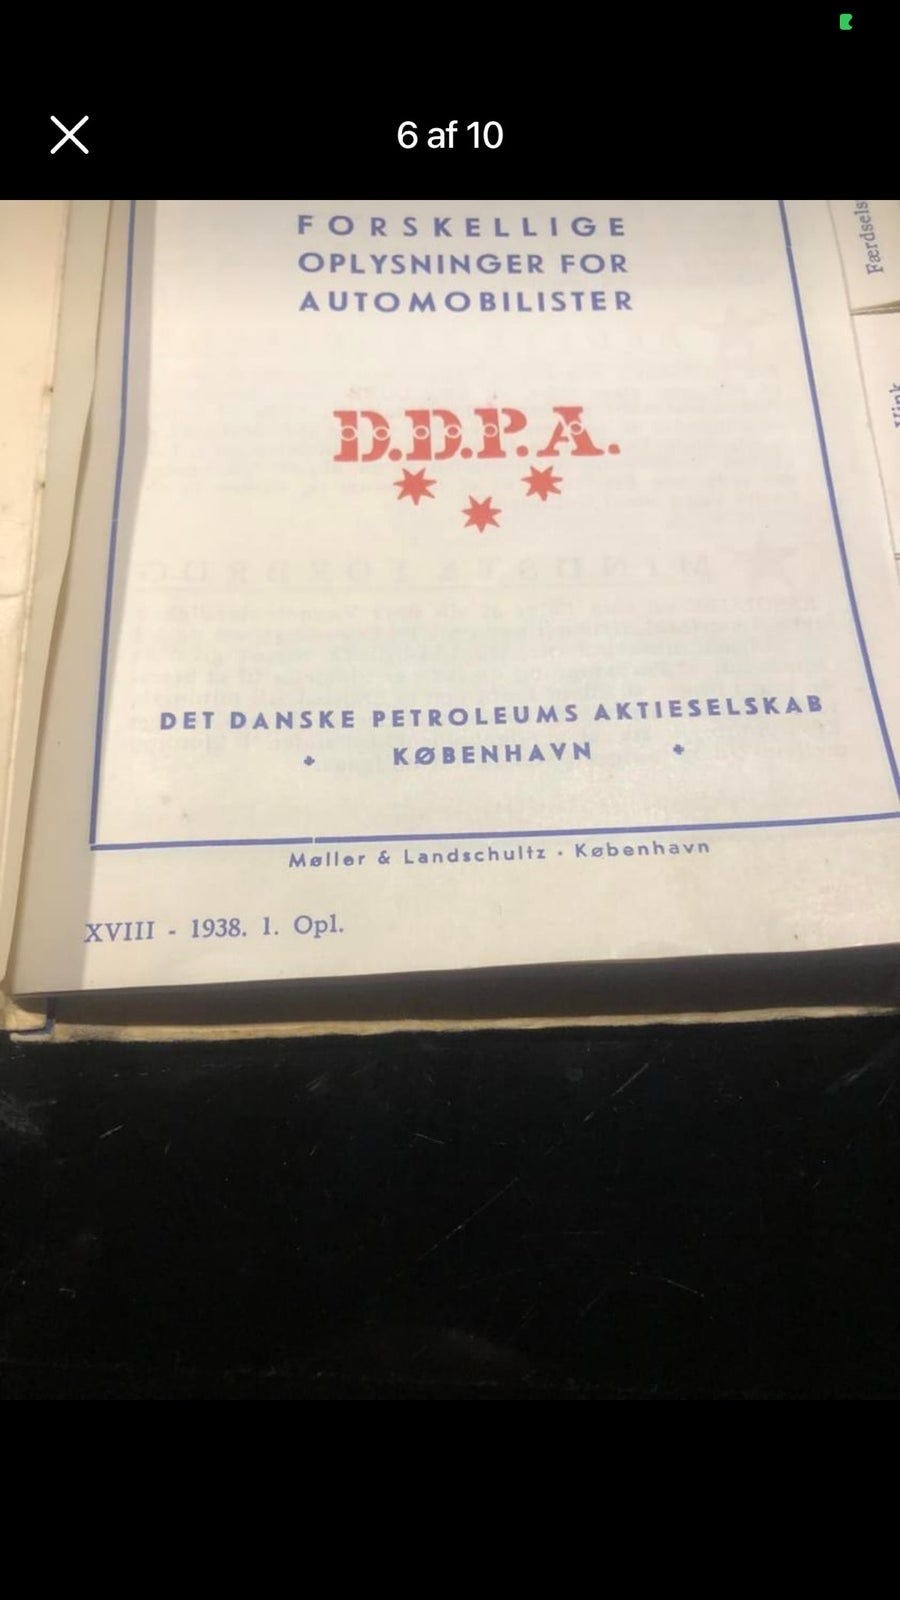 6 af 10
FORSKELLIGE
OPLYSNINGER FOR
AUTOMOBILISTER
D.D.P.A.
DET DANSKE PETROLEUMS AKTIESELSKAB
KØBENHAVN
Møller & Landschultz · København
XVIII - 1938. 1. Opl.